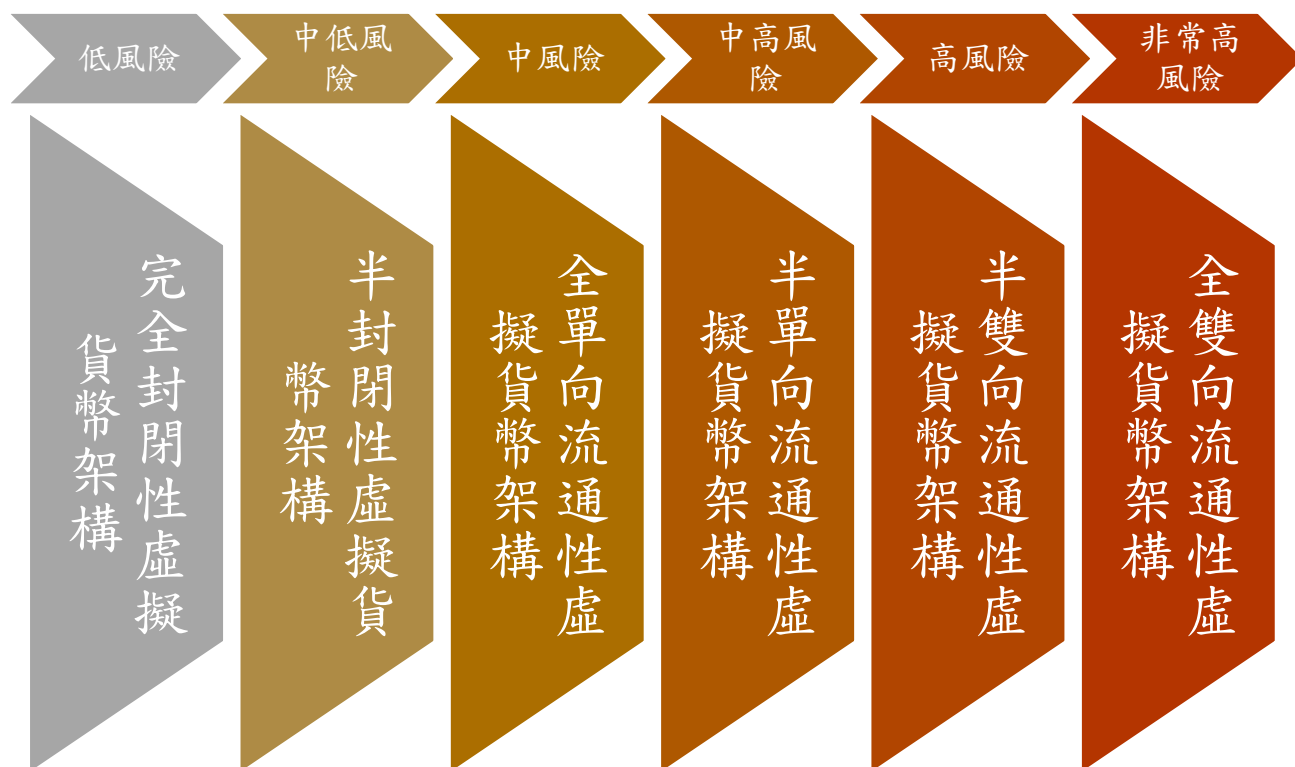 低風險
中低風
險
中風險
中高風
險
高風險
非常高
風險
完全封閉性虛擬
貨幣架構
半封閉性虛擬貨
幣架構
全單向流通性虛
擬貨幣架構
半單向流通性虛
擬貨幣架構
半雙向流通性虛
擬貨幣架構
全雙向流通性虛
擬貨幣架構